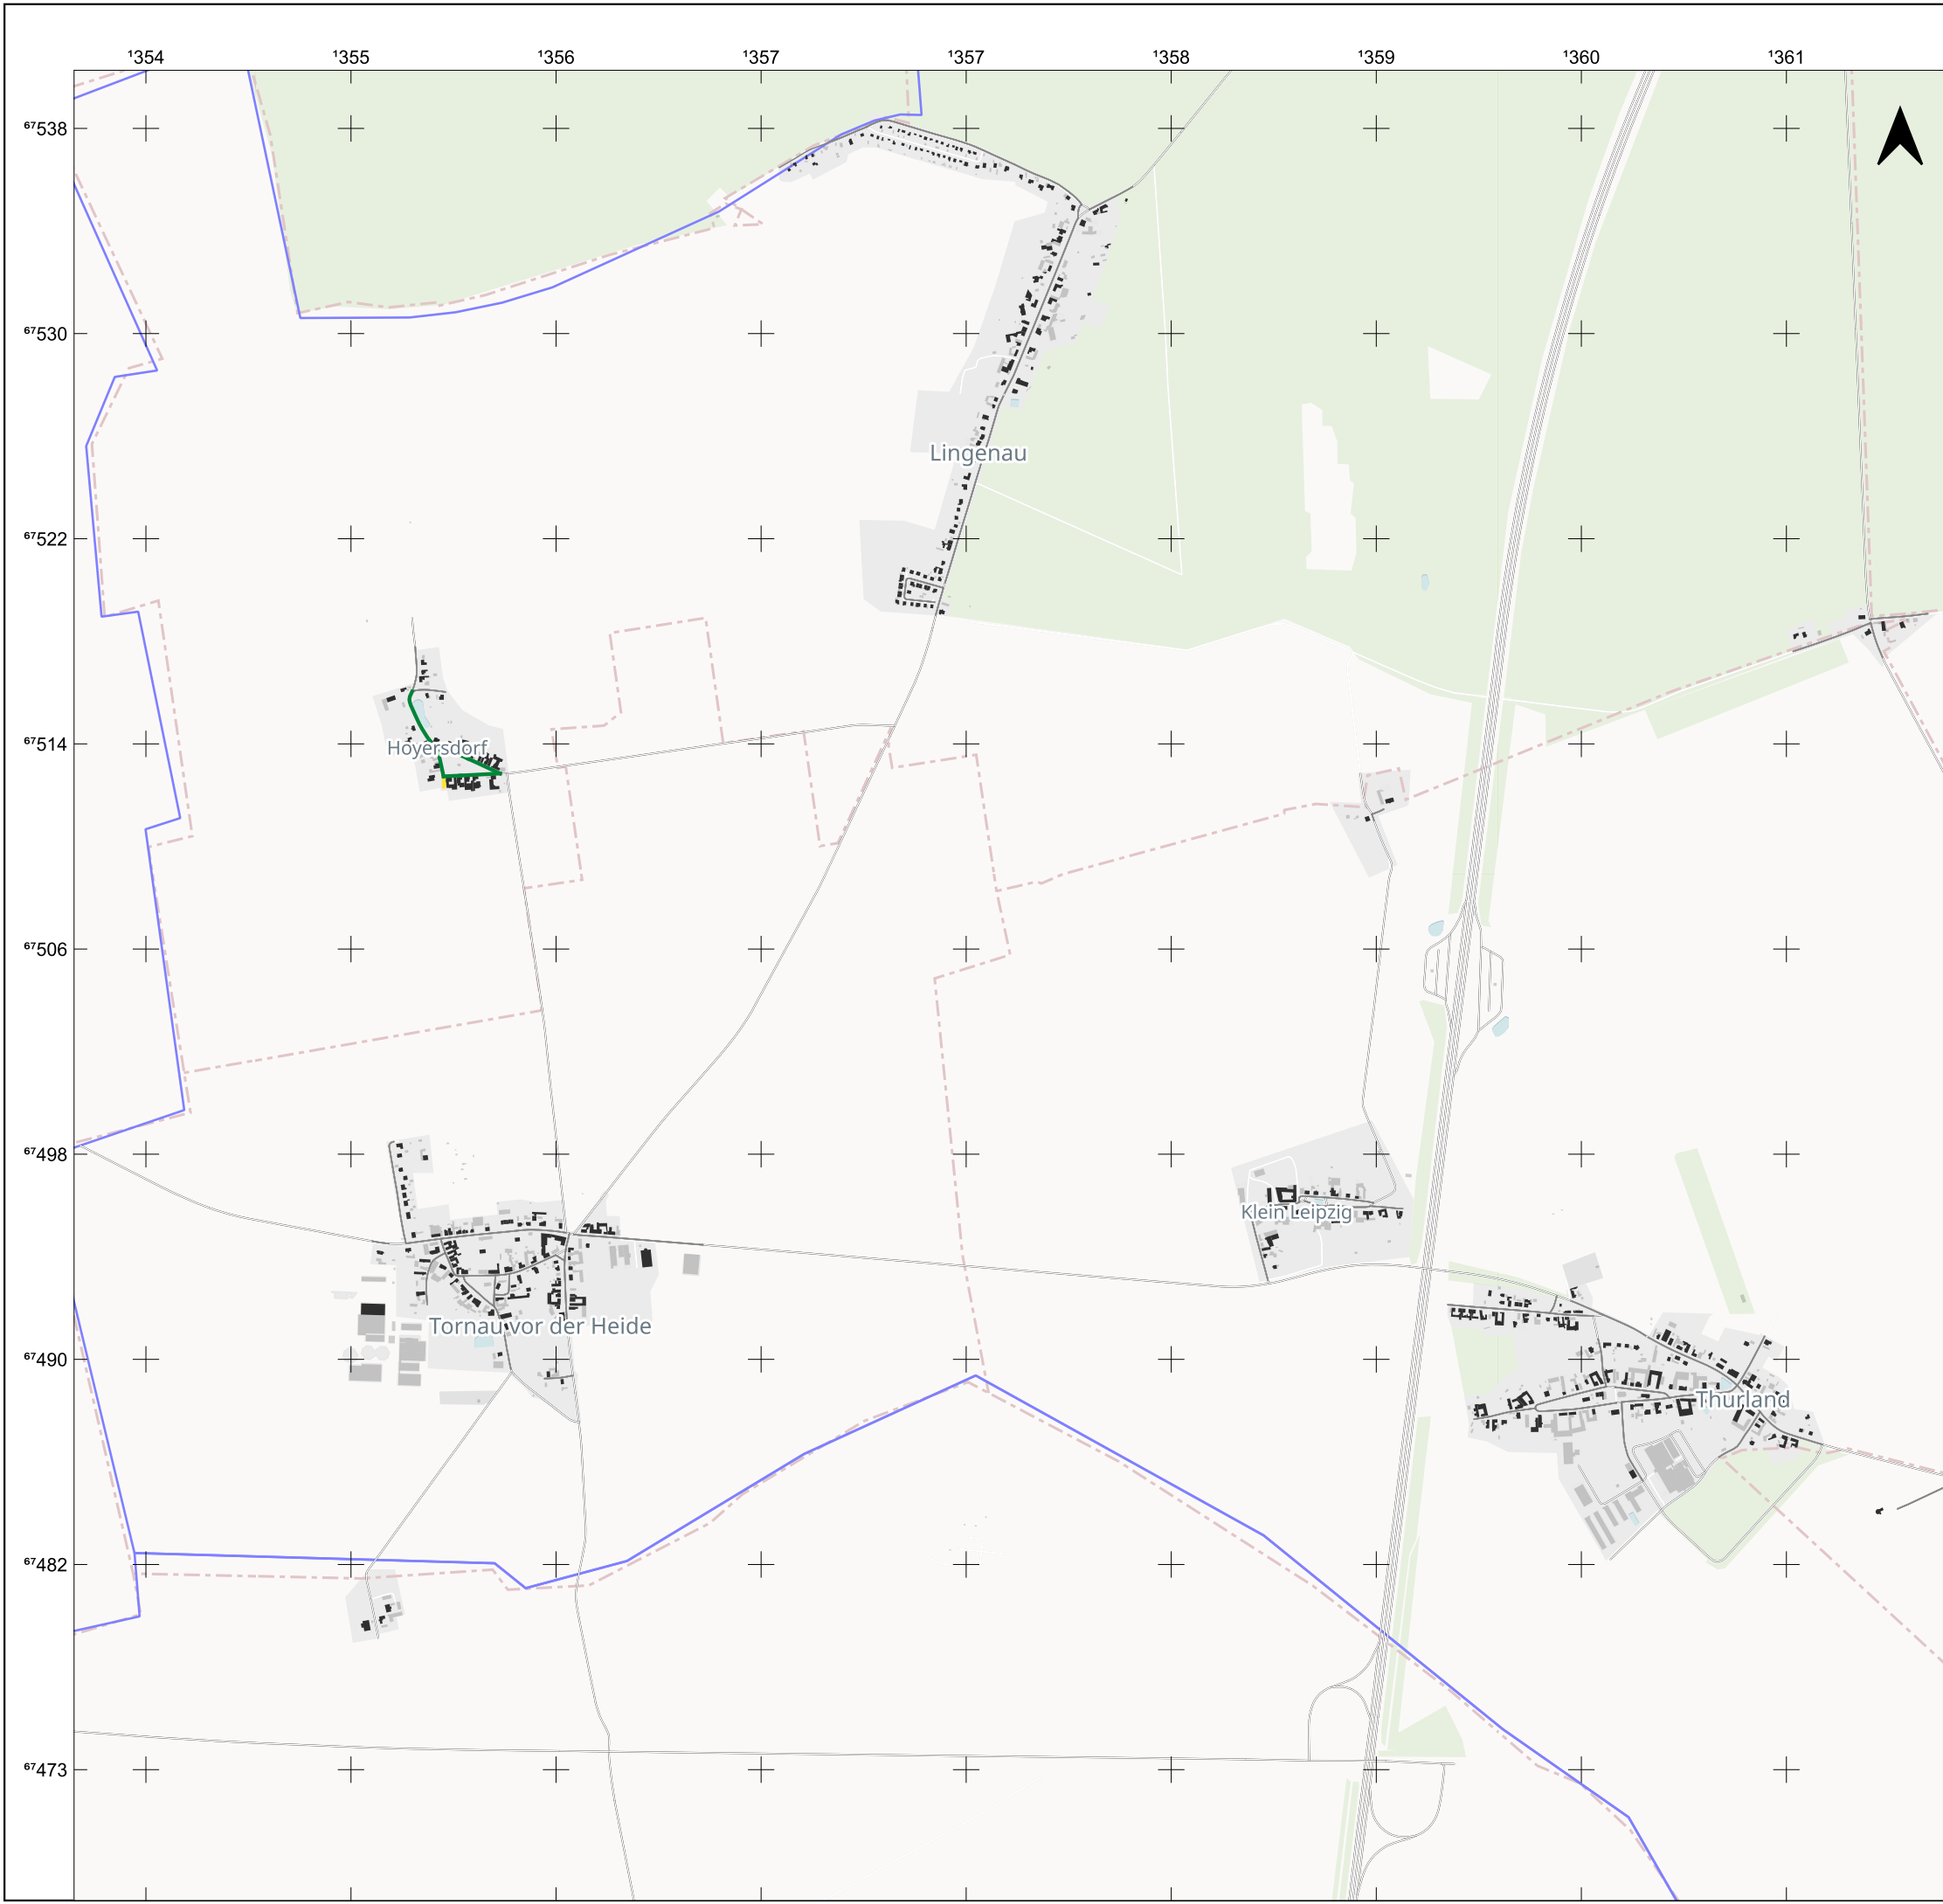 ¹354 ¹355 ¹356 ¹357 ¹357 ¹358 ¹359 ¹360 ¹361
⁶⁷538
⁶⁷530
Lingenau
⁶⁷522
⁶⁷514
Hoyersdorf
⁶⁷506
⁶⁷498
Klein Leipzig
Tornau vor der Heide
⁶⁷490
Thurland
⁶⁷482
⁶⁷473